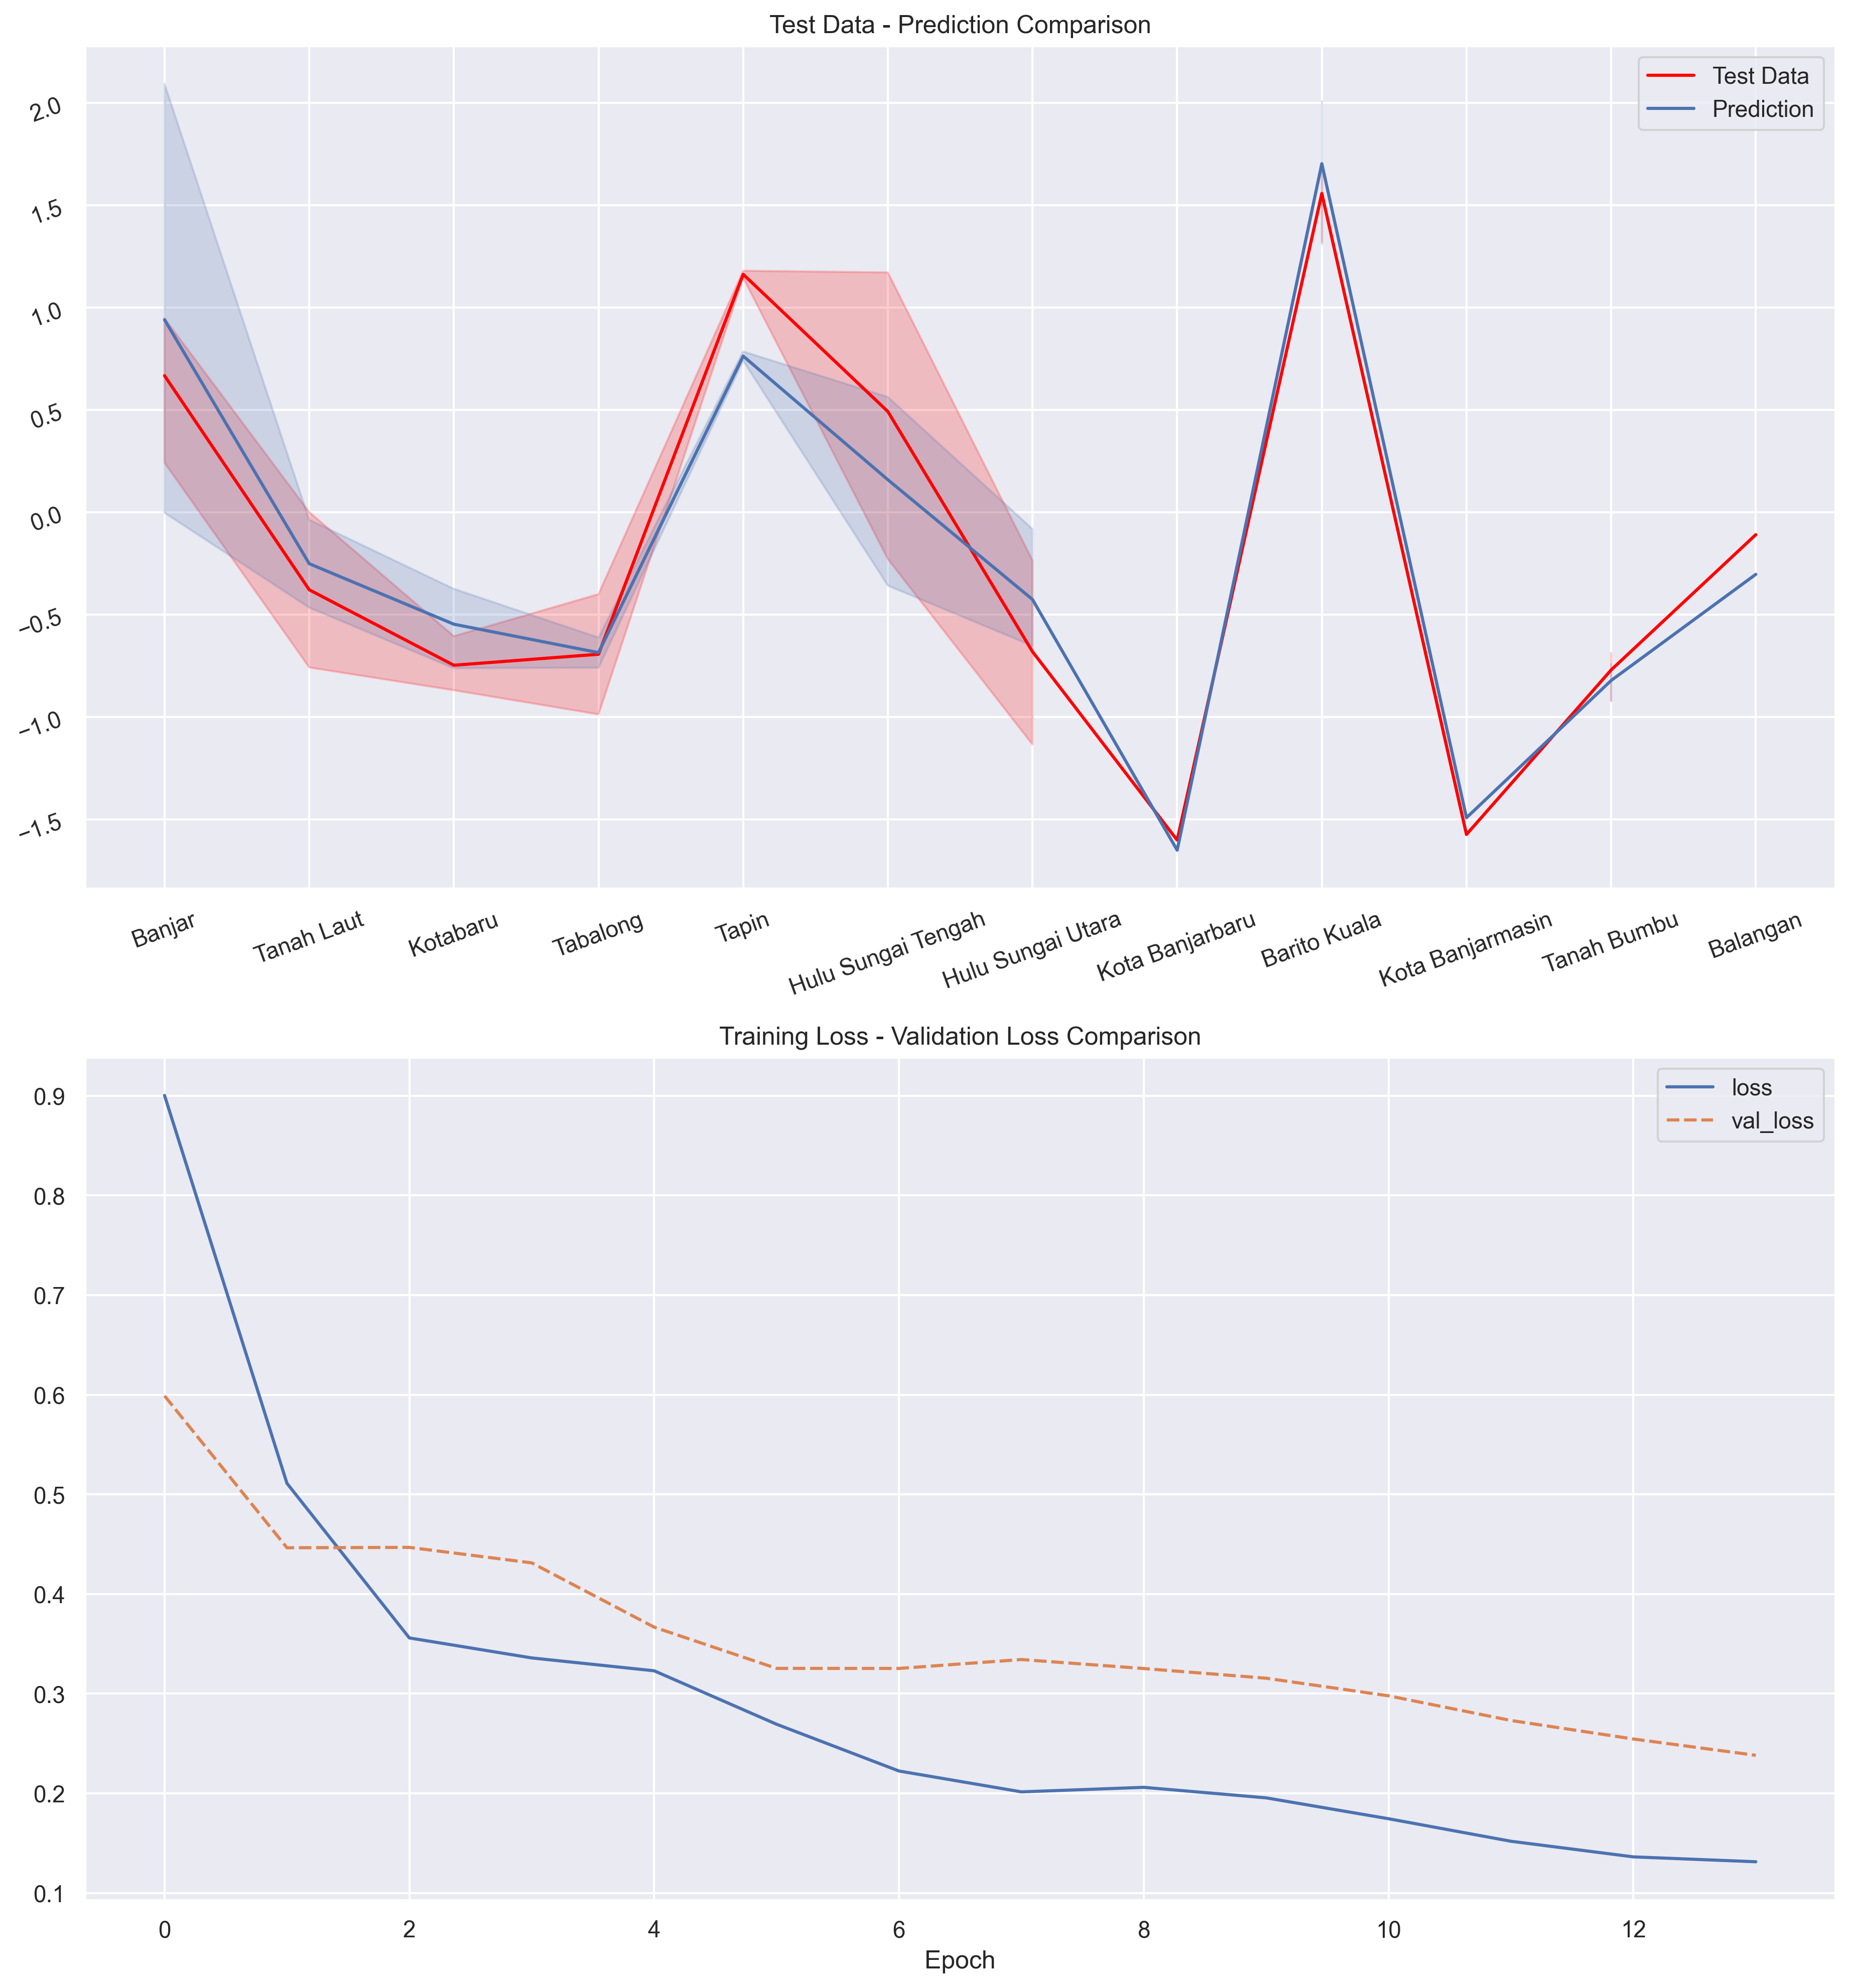 Test Data - Prediction Comparison
Test Data
Prediction
2.0
1.5
1.0
0.5
0.0
−0.5
−1.0
−1.5
Banjar
Tanah Laut
Kotabaru
Tabalong
Tapin
Hulu Sungai Tengah
Hulu Sungai Utara
Kota Banjarbaru
Barito Kuala
Kota Banjarmasin
Tanah Bumbu
Balangan
Training Loss - Validation Loss Comparison
loss
val_loss
0.9
0.8
0.7
0.6
0.5
0.4
0.3
0.2
0.1
0 2 4 6 8 10 12
Epoch